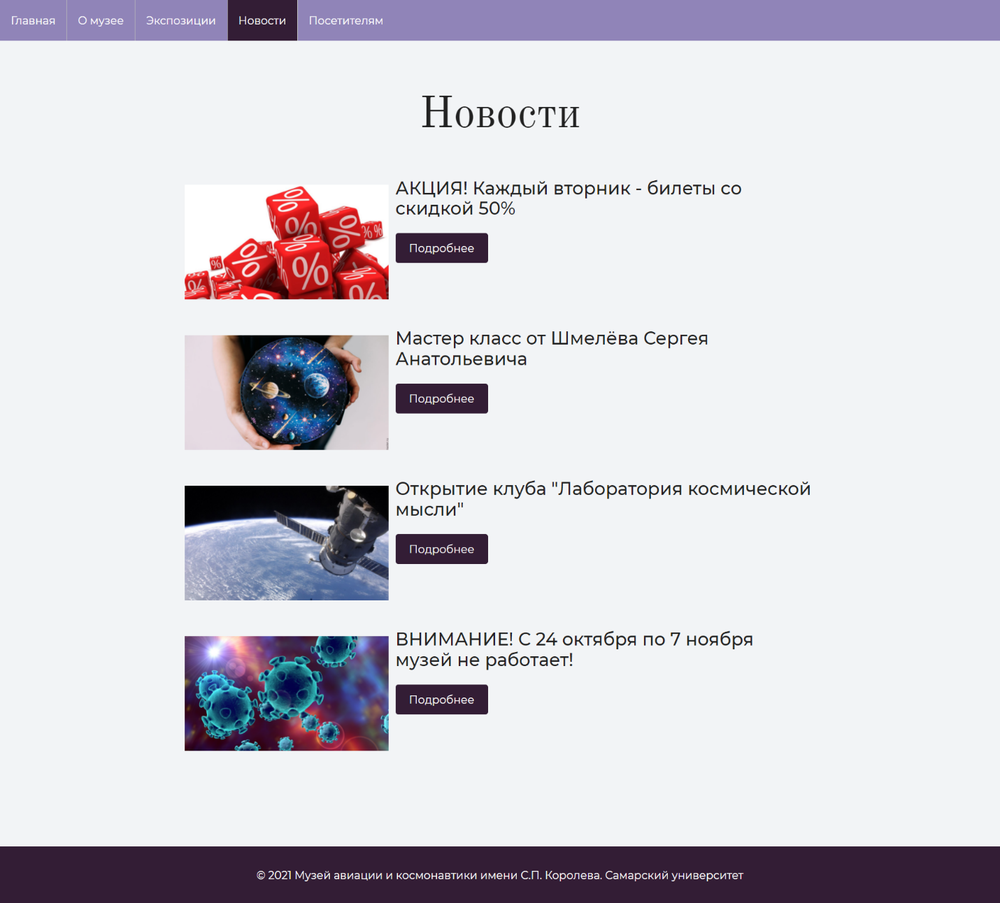 Главная О музее Экспозиции Новости Посетителям
Новости
АКЦИЯ! Каждый вторник - билеты со
скидкой 50%
Подробнее
Мастер класс от Шмелёва Сергея
Анатольевича
Подробнее
Открытие клуба "Лаборатория космической
мысли"
Подробнее
ВНИМАНИЕ! С 24 октября по 7 ноября
музей не работает!
Подробнее
© 2021 Музей авиации и космонавтики имени С.П. Королева. Самарский университет